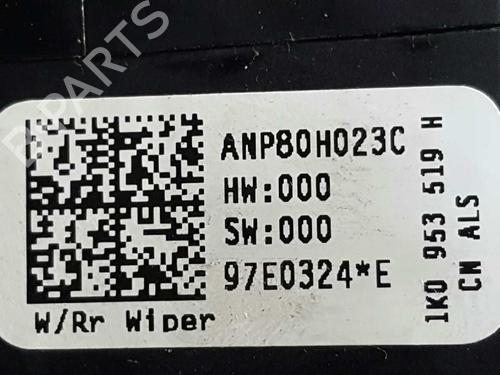 B-PARTS
ANP80H023C
HW:000
SW:000
97E0324*E
W/Rr Wiper
1K0 953 519 H
CN ALS